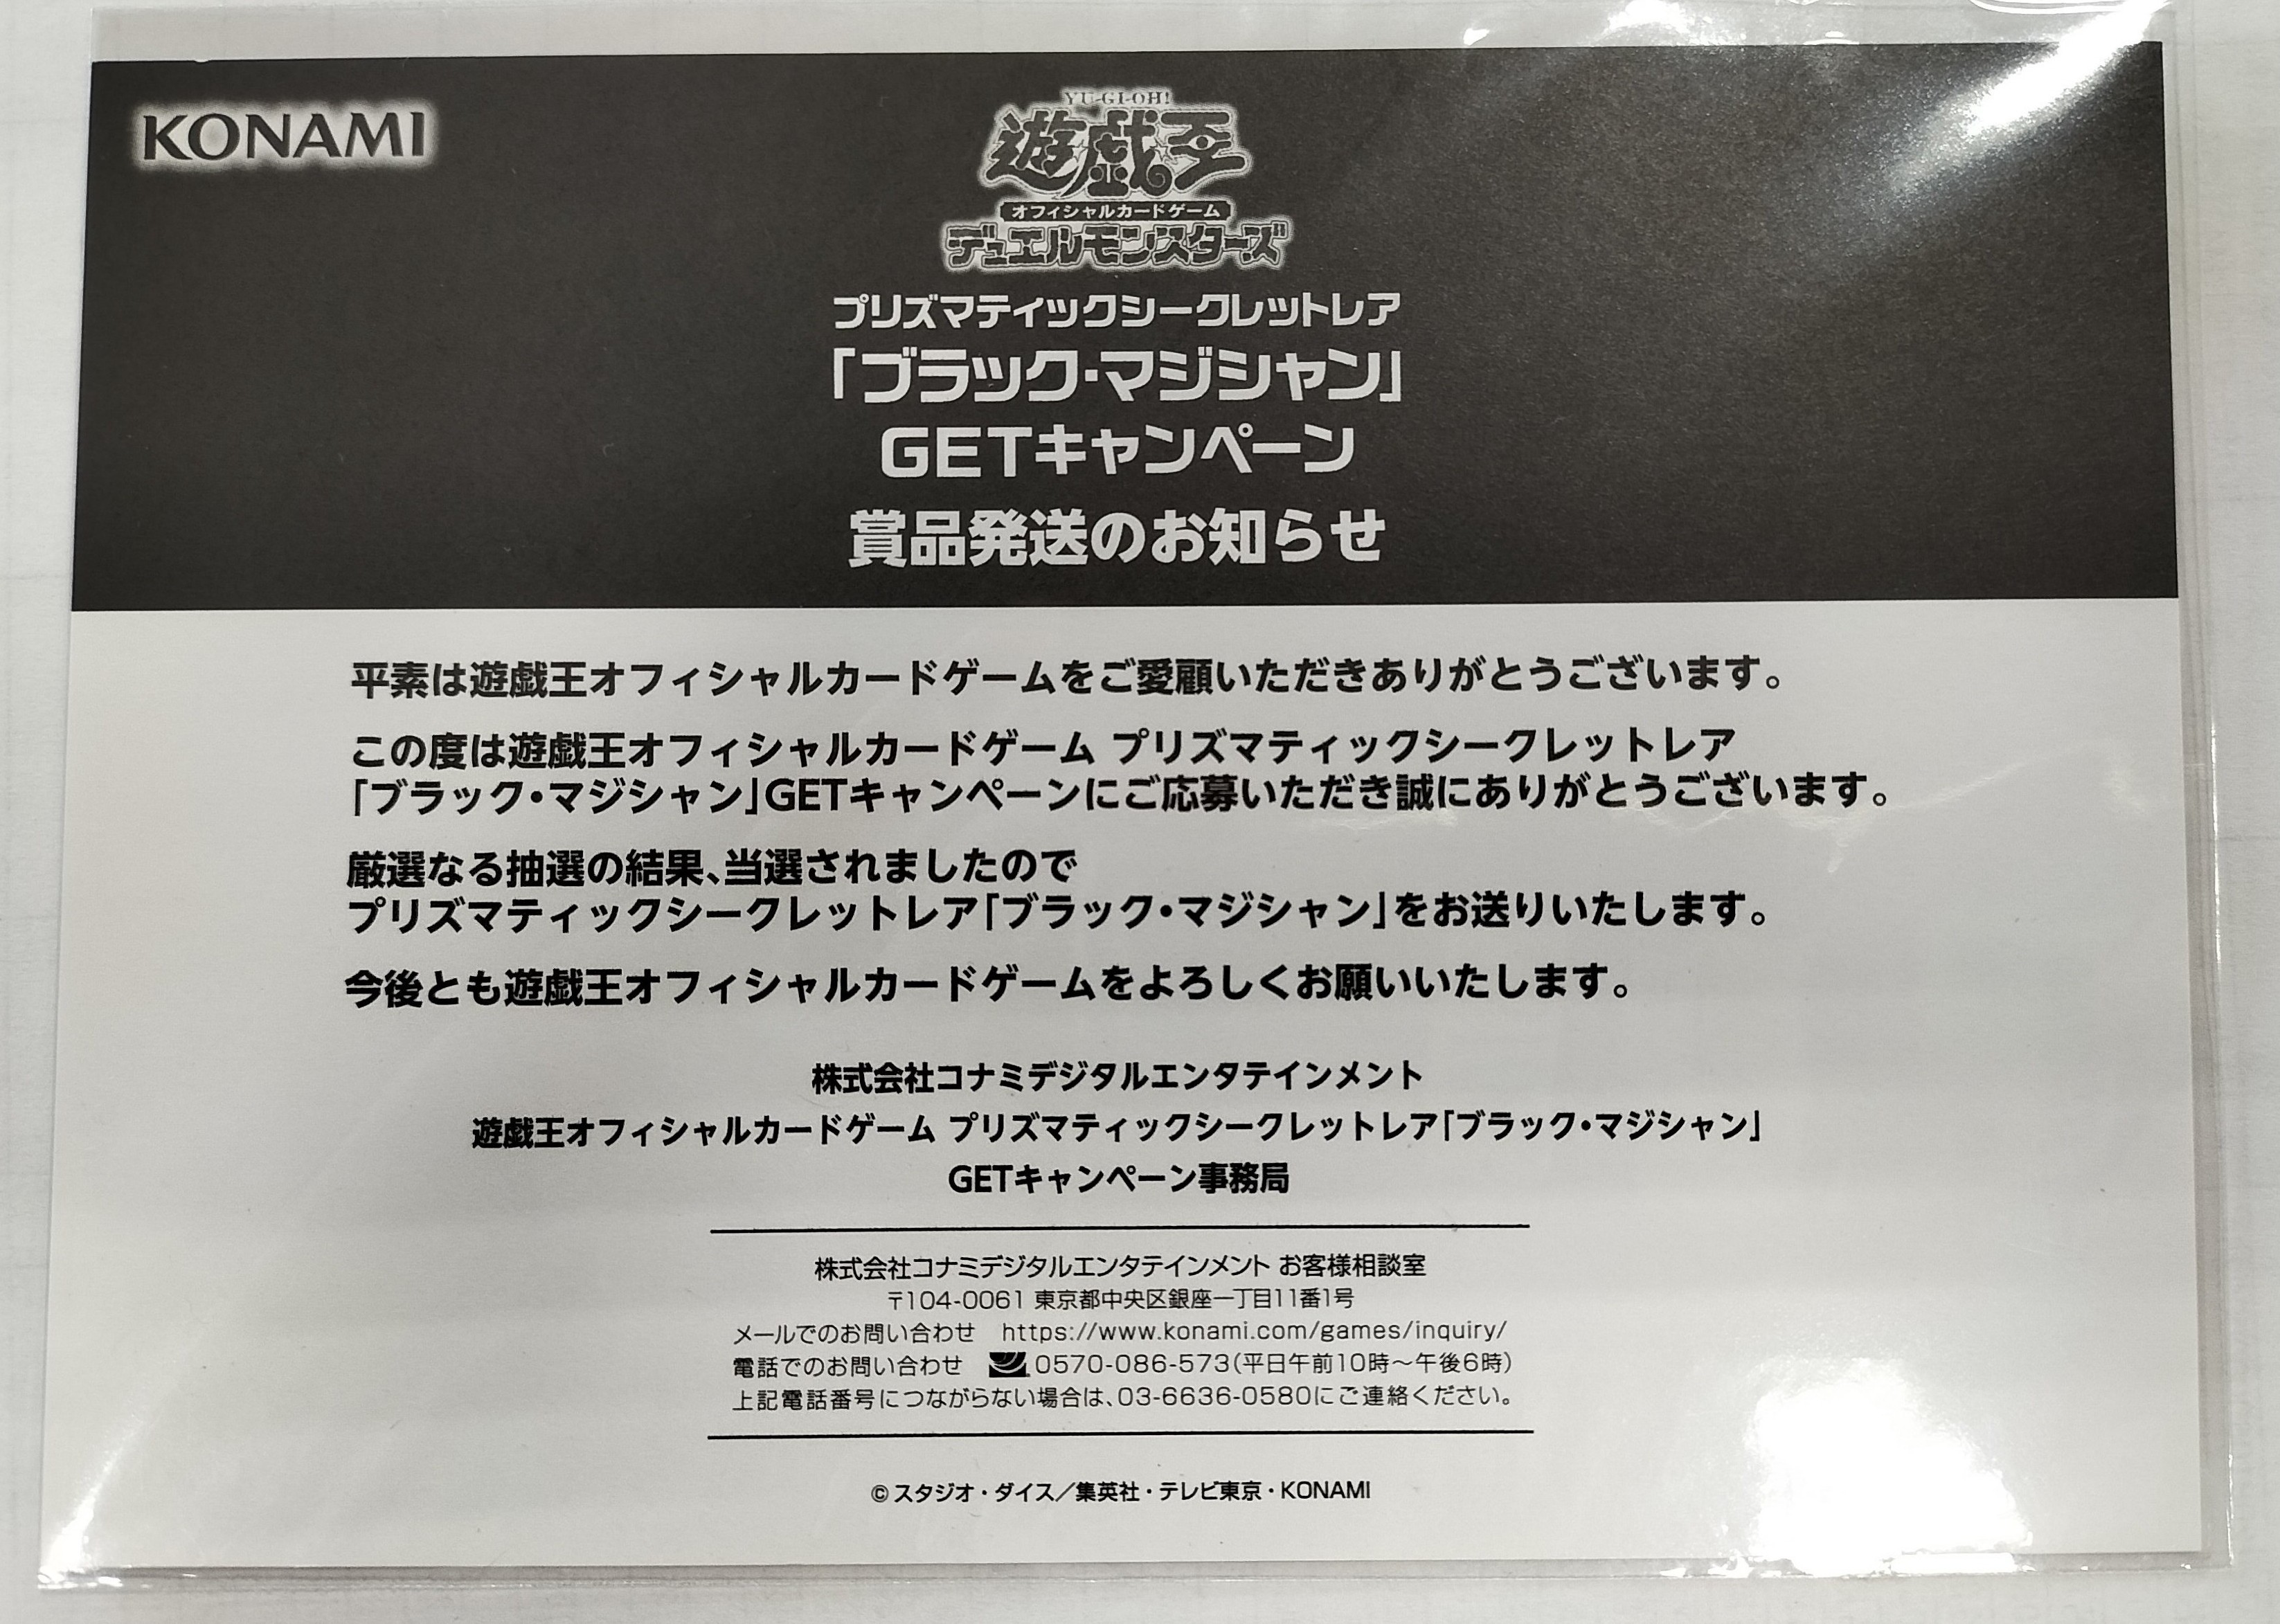 KONAMI
YU-GI-OH!
遊戯王
オフィシャルカードゲーム
デュエルモンスターズ
プリズマティックシークレットレア
「ブラック・マジシャン」
GETキャンペーン
賞品発送のお知らせ
平素は遊戯王オフィシャルカードゲームをご愛顧いただきありがとうございます。
この度は遊戯王オフィシャルカードゲーム プリズマティックシークレットレア
「ブラック・マジシャン」GETキャンペーンにご応募いただき誠にありがとうございます。
厳選なる抽選の結果、当選されましたので
プリズマティックシークレットレア「ブラック・マジシャン」をお送りいたします。
今後とも遊戯王オフィシャルカードゲームをよろしくお願いいたします。
株式会社コナミデジタルエンタテインメント
遊戯王オフィシャルカードゲーム プリズマティックシークレットレア「ブラック・マジシャン」
GETキャンペーン事務局
株式会社コナミデジタルエンタテインメント お客様相談室
〒104-0061 東京都中央区銀座一丁目11番1号
メールでのお問い合わせ https://www.konami.com/games/inquiry/
電話でのお問い合わせ 0570-086-573(平日午前10時～午後6時)
上記電話番号につながらない場合は、03-6636-0580にご連絡ください。
©スタジオ・ダイス／集英社・テレビ東京・KONAMI